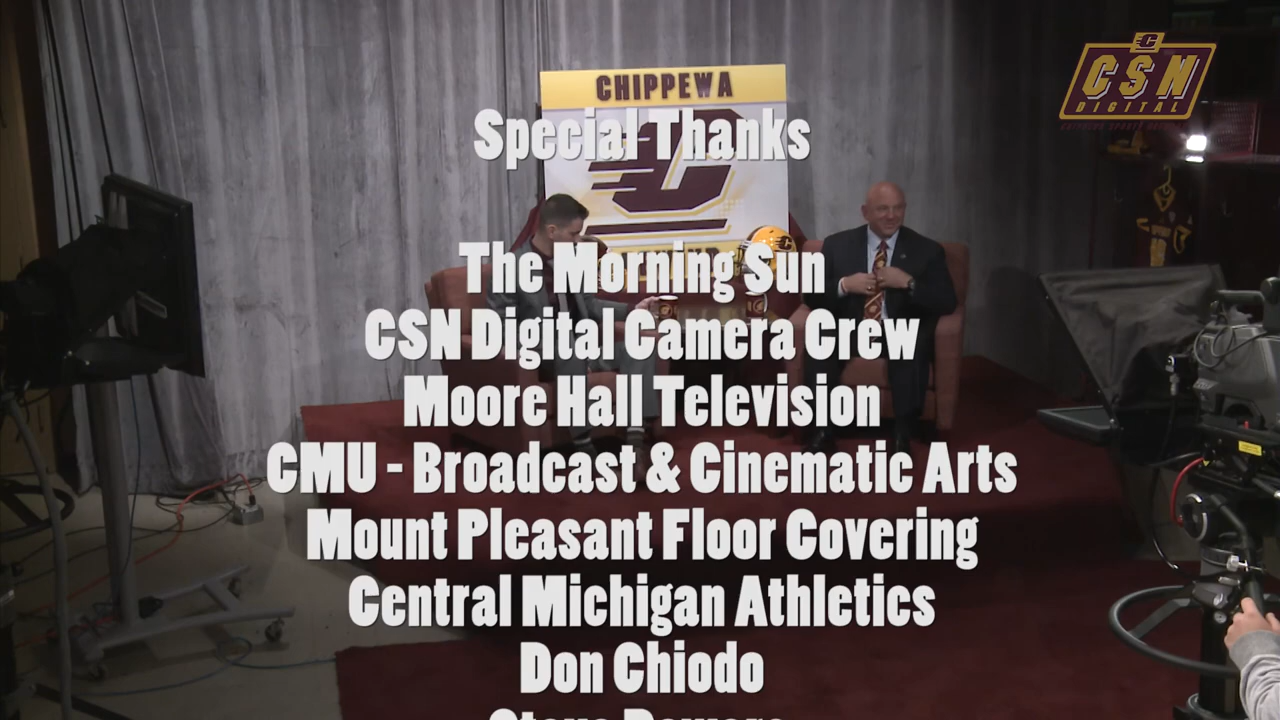 CHIPPEWA
CSN
DIGITAL
Special Thanks
The Morning Sun
CSN Digital Camera Crew
Moore Hall Television
CMU - Broadcast & Cinematic Arts
Mount Pleasant Floor Covering
Central Michigan Athletics
Don Chiodo